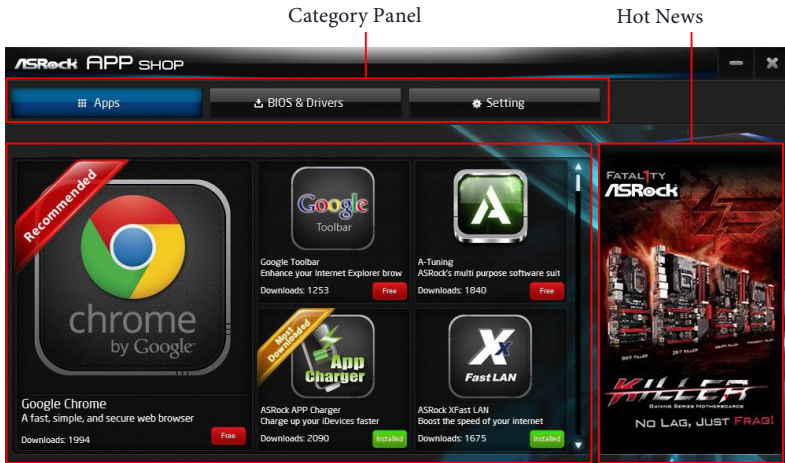 Category Panel
Hot News
ASRock APP SHOP
Apps
BIOS & Drivers
Setting
Recommended
chrome
by Google
Google Chrome
A fast, simple, and secure web browser
Downloads: 1994
Free
Google
Toolbar
Google Toolbar
Enhance your Internet Explorer brow
Downloads: 1253
Free
A
A-Tuning
ASRock's multi purpose software suit
Downloads: 1840
Free
Most
Downloaded
App
Charger
ASRock APP Charger
Charge up your iDevices faster
Downloads: 2090
Installed
X
Fast LAN
ASRock XFast LAN
Boost the speed of your internet
Downloads: 1675
Installed
FATAL1TY
ASRock
B85 KILLER
Z87 KILLER
KILLER
GAMING SERIES MOTHERBOARDS
NO LAG, JUST FRAG!